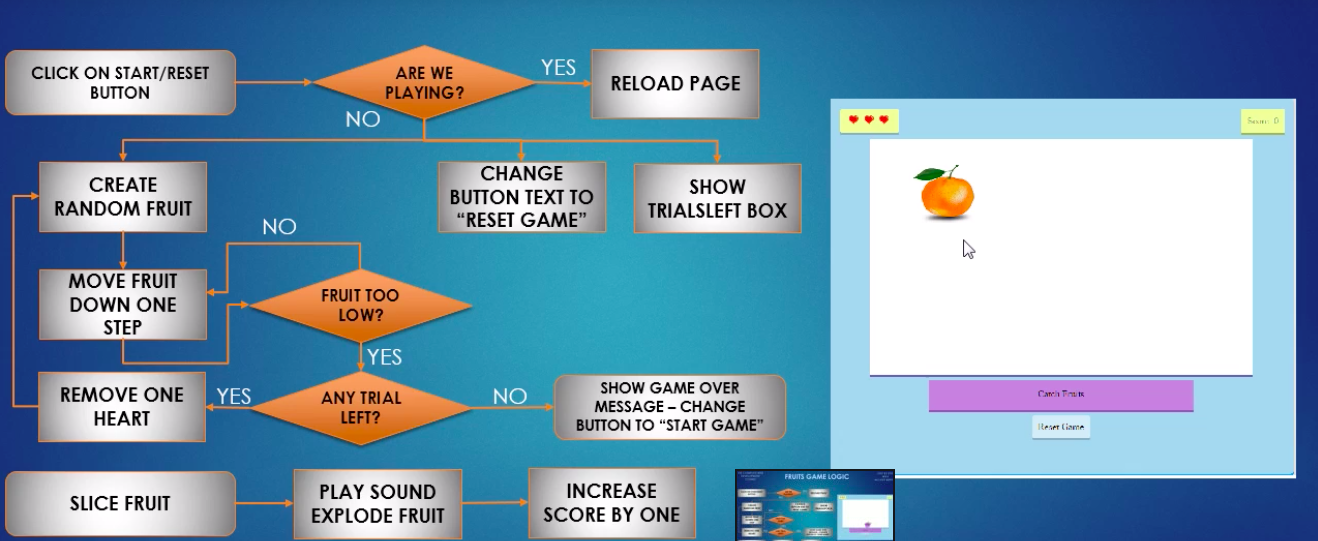 CLICK ON START/RESET
BUTTON
ARE WE
PLAYING?
YES
RELOAD PAGE
NO
CREATE
RANDOM FRUIT
CHANGE
BUTTON TEXT TO
“RESET GAME”
SHOW
TRIALSLEFT BOX
NO
MOVE FRUIT
DOWN ONE
STEP
FRUIT TOO
LOW?
YES
REMOVE ONE
HEART
YES
ANY TRIAL
LEFT?
NO
SHOW GAME OVER
MESSAGE – CHANGE
BUTTON TO “START GAME”
SLICE FRUIT
PLAY SOUND
EXPLODE FRUIT
INCREASE
SCORE BY ONE
Score: 0
Catch Fruits
Reset Game
FRUITS GAME LOGIC